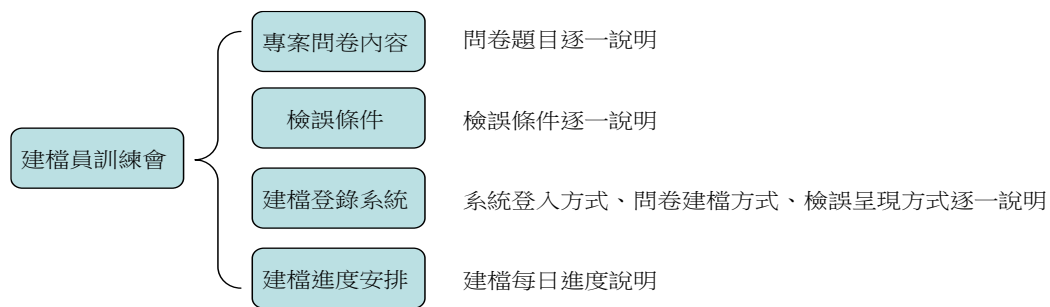 專案問卷內容 問卷題目逐一說明
檢誤條件 檢誤條件逐一說明
建檔員訓練會
建檔登錄系統 系統登入方式、問卷建檔方式、檢誤呈現方式逐一說明
建檔進度安排 建檔每日進度說明